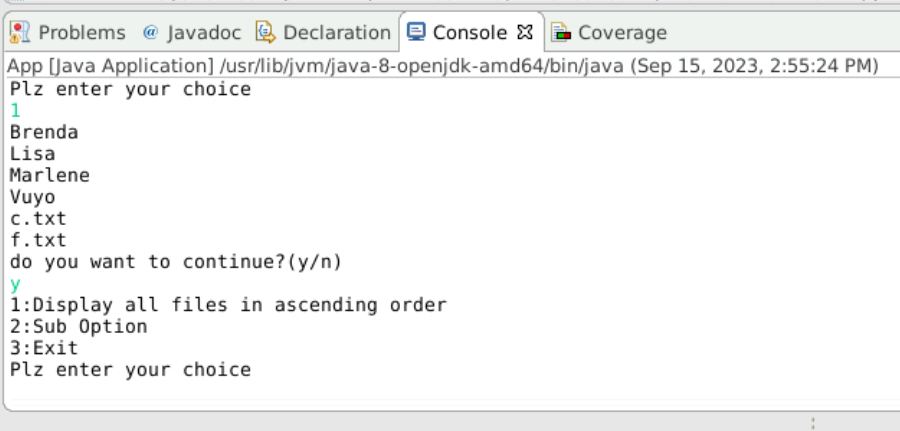 Problems @ Javadoc Declaration Console Coverage
App [Java Application] /usr/lib/jvm/java-8-openjdk-amd64/bin/java (Sep 15, 2023, 2:55:24 PM)
Plz enter your choice
1
Brenda
Lisa
Marlene
Vuyo
c.txt
f.txt
do you want to continue?(y/n)
y
1:Display all files in ascending order
2:Sub Option
3:Exit
Plz enter your choice